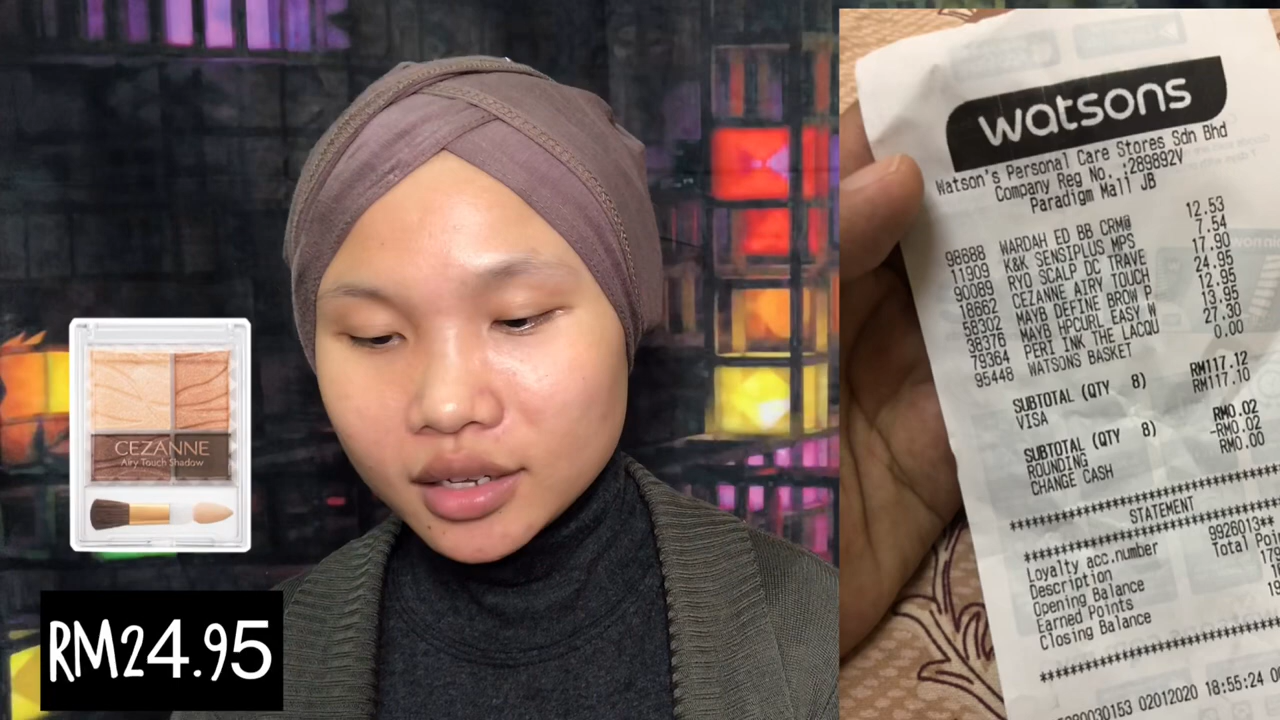 CEZANNE
Airy Touch Shadow
RM24.95
watsons
Watson's Personal Care Stores Sdn Bhd
Company Reg No. :289892V
Paradigm Mall JB
98688 WARDAH ED BB CRM@ 12.53
11909 K&K SENSIPLUS MPS 7.54
90089 RYO SCALP DC TRAVE 17.90
18662 CEZANNE AIRY TOUCH 24.95
58302 MAYB DEFINE BROW P 12.95
38376 MAYB HPCURL EASY W 13.95
79364 PERI INK THE LACQU 27.30
95448 WATSONS BASKET 0.00
SUBTOTAL (QTY 8) RM117.12
VISA RM117.10
SUBTOTAL (QTY 8) RM0.02
ROUNDING -RM0.02
CHANGE CASH RM0.00
STATEMENT
Loyalty acc.number 9926013**
Description Total
Opening Balance
Earned Points
Closing Balance
02012020 18:55:24